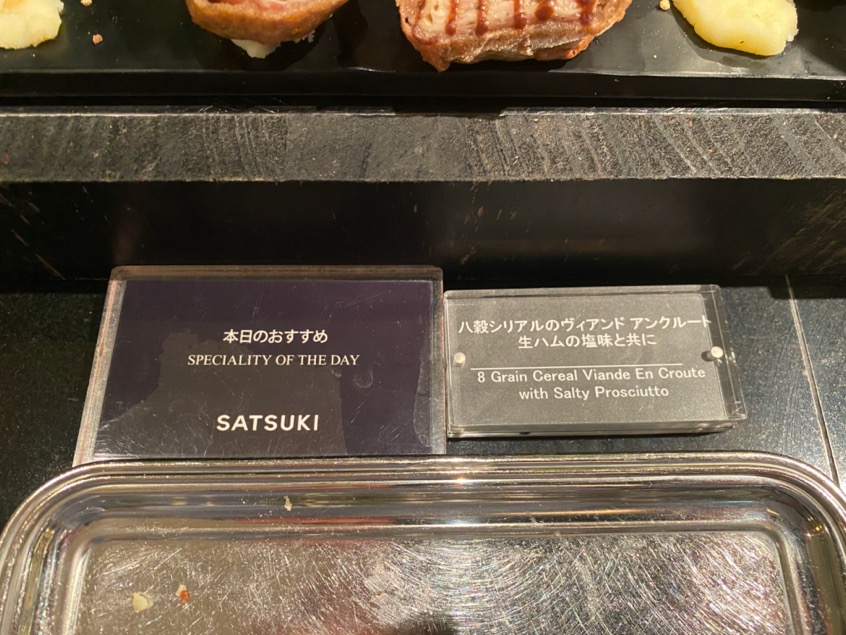 本日のおすすめ
SPECIALITY OF THE DAY
SATSUKI
八穀シリアルのヴィアンド アンクルート
生ハムの塩味と共に
8 Grain Cereal Viande En Croute
with Salty Prosciutto